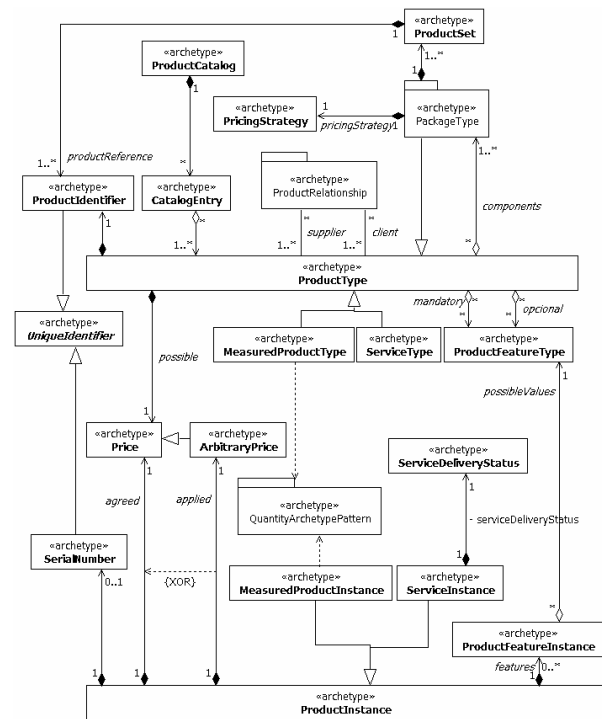 «archetype»
ProductSet
1
1
1..*
«archetype»
ProductCatalog
1
1
«archetype»
PricingStrategy
1
pricingStrategy
1
«archetype»
PackageType
1..*
productReference
*
1..*
«archetype»
ProductIdentifier
«archetype»
CatalogEntry
«archetype»
ProductRelationship
1
*
1..*
*
supplier
1..*
*
client
1..*
components
*
«archetype»
ProductType
mandatory
*
*
*
opcional
*
«archetype»
UniqueIdentifier
«archetype»
MeasuredProductType
«archetype»
ServiceType
«archetype»
ProductFeatureType
possible
1
1
possibleValues
«archetype»
Price
«archetype»
ArbitraryPrice
1
1
«archetype»
ServiceDeliveryStatus
1
agreed
applied
«archetype»
QuantityArchetypePattern
- serviceDeliveryStatus
«archetype»
SerialNumber
0..1
{XOR}
1
«archetype»
MeasuredProductInstance
«archetype»
ServiceInstance
*
«archetype»
ProductFeatureInstance
features
0..*
1
1
1
1
«archetype»
ProductInstance